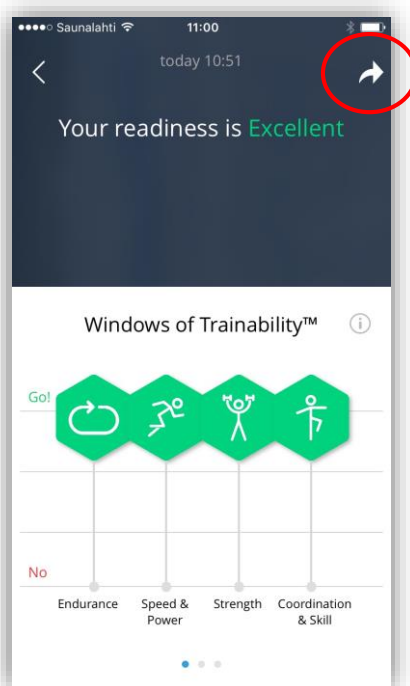 Saunalahti 11:00
today 10:51
Your readiness is Excellent
Windows of Trainability™ i
Go!
No
Endurance Speed & Power Strength Coordination & Skill